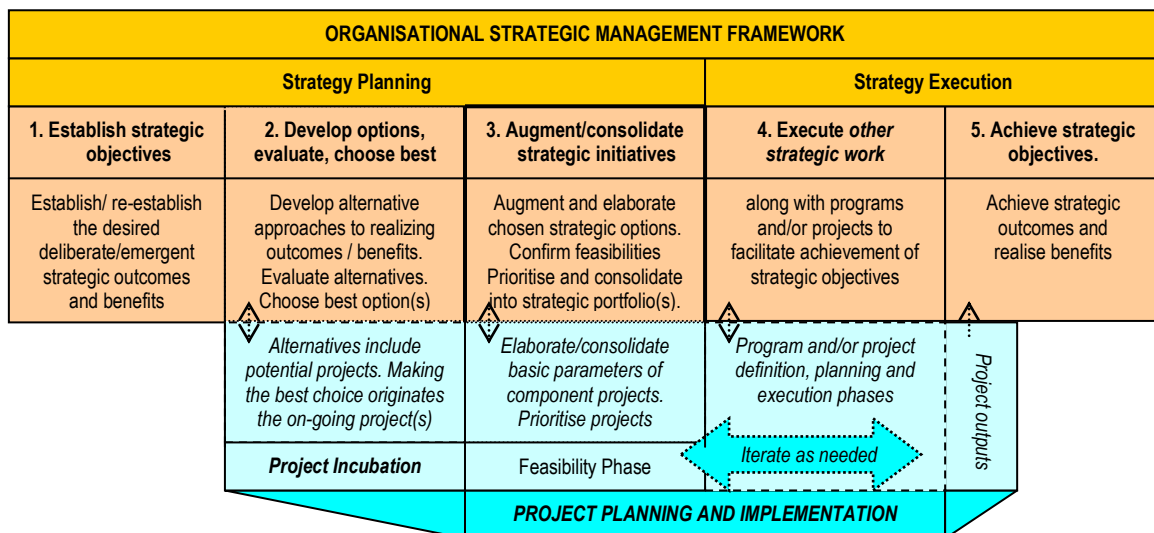 ORGANISATIONAL STRATEGIC MANAGEMENT FRAMEWORK
Strategy Planning
Strategy Execution
1. Establish strategic
objectives
2. Develop options,
evaluate, choose best
3. Augment/consolidate
strategic initiatives
4. Execute other
strategic work
5. Achieve strategic
objectives.
Establish/ re-establish
the desired
deliberate/emergent
strategic outcomes
and benefits
Develop alternative
approaches to realizing
outcomes / benefits.
Evaluate alternatives.
Choose best option(s)
Augment and elaborate
chosen strategic options.
Confirm feasibilities
Prioritise and consolidate
into strategic portfolio(s).
along with programs
and/or projects to
facilitate achievement of
strategic objectives
Achieve strategic
outcomes and
realise benefits
Alternatives include
potential projects. Making
the best choice originates
the on-going project(s)
Elaborate/consolidate
basic parameters of
component projects.
Prioritise projects
Program and/or project
definition, planning and
execution phases
Project outputs
Project Incubation
Feasibility Phase
Iterate as needed
PROJECT PLANNING AND IMPLEMENTATION